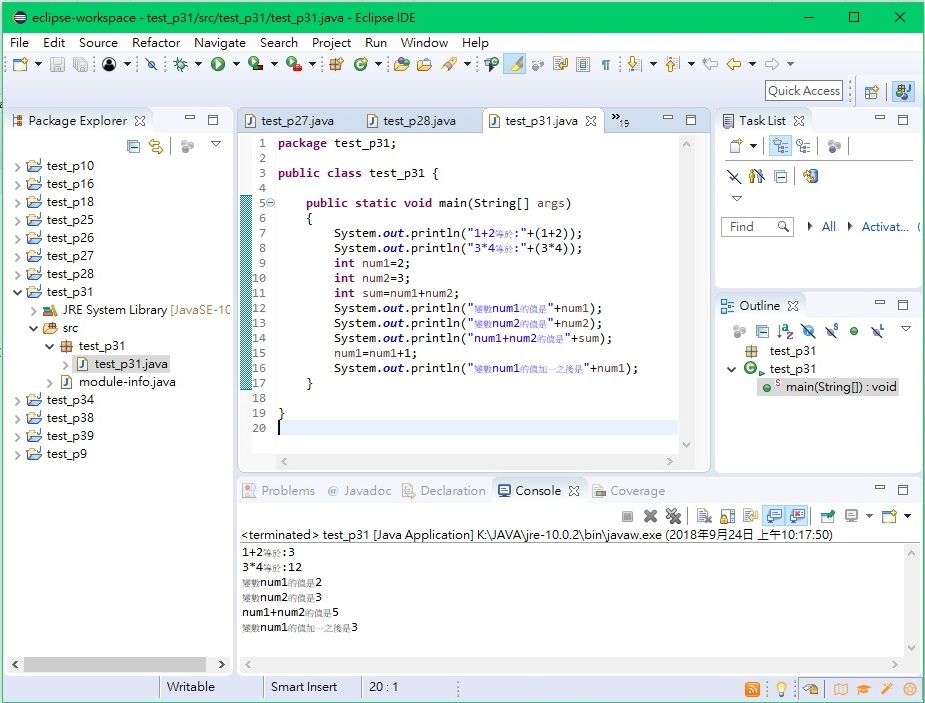 eclipse-workspace - test_p31/src/test_p31/test_p31.java - Eclipse IDE
File Edit Source Refactor Navigate Search Project Run Window Help
Quick Access
Package Explorer
test_p10
test_p16
test_p18
test_p25
test_p26
test_p27
test_p28
test_p31
JRE System Library [JavaSE-10
src
test_p31
test_p31.java
module-info.java
test_p34
test_p38
test_p39
test_p9
test_p27.java test_p28.java test_p31.java »19
1 package test_p31;
2
3 public class test_p31 {
4
5 public static void main(String[] args)
6 {
7 System.out.println("1+2等於:"+(1+2));
8 System.out.println("3*4等於:"+(3*4));
9 int num1=2;
10 int num2=3;
11 int sum=num1+num2;
12 System.out.println("變數num1的值是"+num1);
13 System.out.println("變數num2的值是"+num2);
14 System.out.println("num1+num2的值是"+sum);
15 num1=num1+1;
16 System.out.println("變數num1的值加一之後是"+num1);
17 }
18
19 }
20
Task List
Find All Activat...
Outline
test_p31
test_p31
S main(String[]) : void
Problems @ Javadoc Declaration Console Coverage
<terminated> test_p31 [Java Application] K:\JAVA\jre-10.0.2\bin\javaw.exe (2018年9月24日 上午10:17:50)
1+2等於:3
3*4等於:12
變數num1的值是2
變數num2的值是3
num1+num2的值是5
變數num1的值加一之後是3
Writable Smart Insert 20 : 1